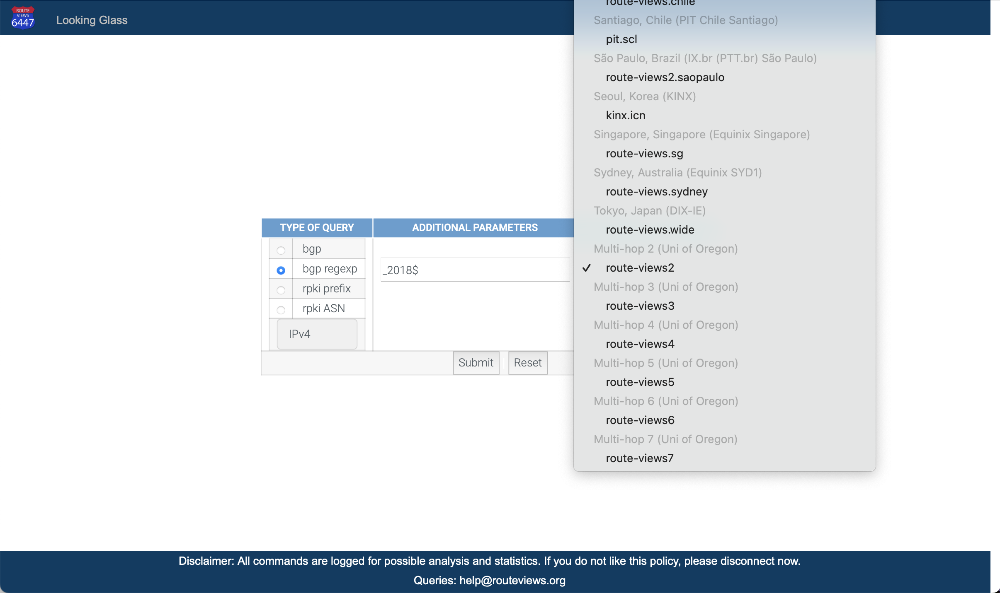 ROUTE
VIEWS
6447
Looking Glass
route-views.chile
Santiago, Chile (PIT Chile Santiago)
pit.scl
São Paulo, Brazil (IX.br (PTT.br) São Paulo)
route-views2.saopaulo
Seoul, Korea (KINX)
kinx.icn
Singapore, Singapore (Equinix Singapore)
route-views.sg
Sydney, Australia (Equinix SYD1)
route-views.sydney
Tokyo, Japan (DIX-IE)
route-views.wide
Multi-hop 2 (Uni of Oregon)
✓ route-views2
Multi-hop 3 (Uni of Oregon)
route-views3
Multi-hop 4 (Uni of Oregon)
route-views4
Multi-hop 5 (Uni of Oregon)
route-views5
Multi-hop 6 (Uni of Oregon)
route-views6
Multi-hop 7 (Uni of Oregon)
route-views7
TYPE OF QUERY
ADDITIONAL PARAMETERS
bgp
bgp regexp
_2018$
rpki prefix
rpki ASN
IPv4
Submit
Reset
Disclaimer: All commands are logged for possible analysis and statistics. If you do not like this policy, please disconnect now.
Queries: help@routeviews.org